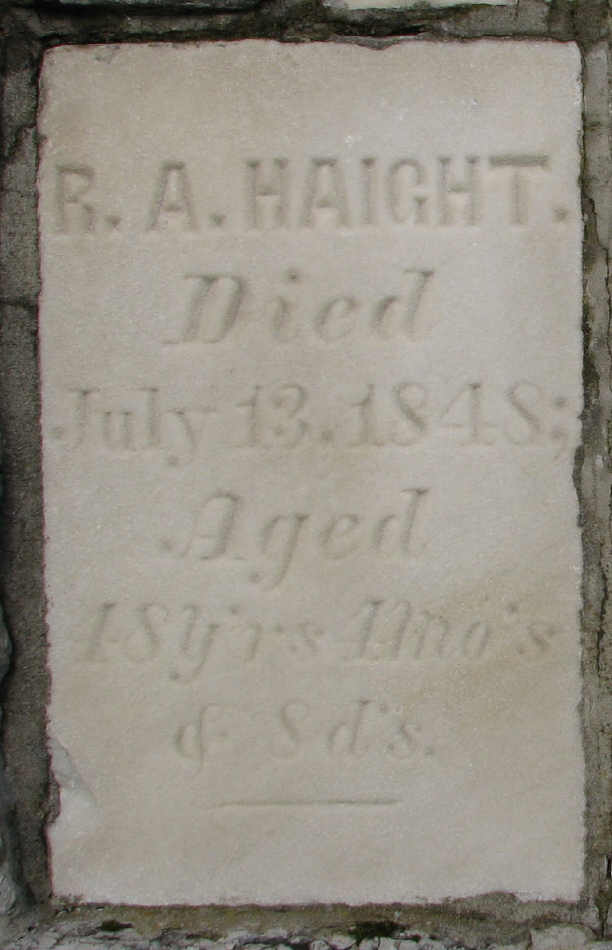 R. A. HAIGHT.
Died
July 13. 1848;
Aged
18 y'rs 1 mo's
& 8 d's.